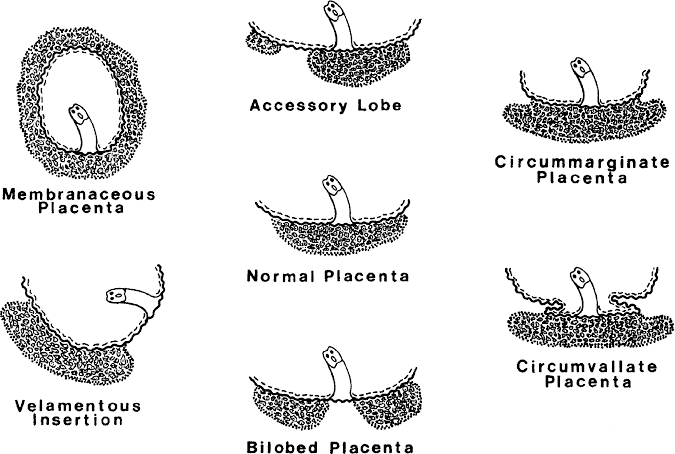 Accessory Lobe
Circummarginate
Placenta
Membranaceous
Placenta
Normal Placenta
Circumvallate
Placenta
Velamentous
Insertion
Bilobed Placenta